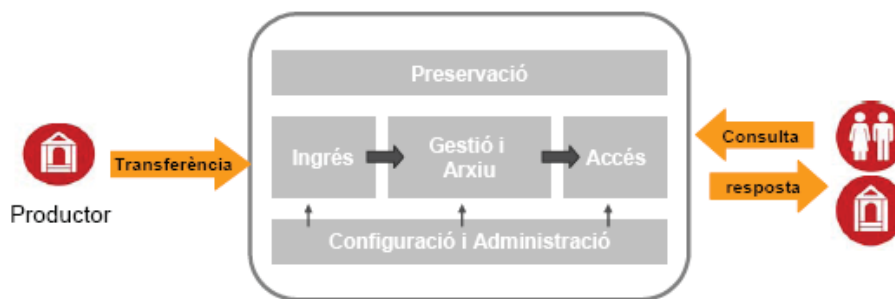 Preservació
Ingrés
Gestió i
Arxiu
Accés
Configuració i Administració
Transferència
Productor
Consulta
resposta